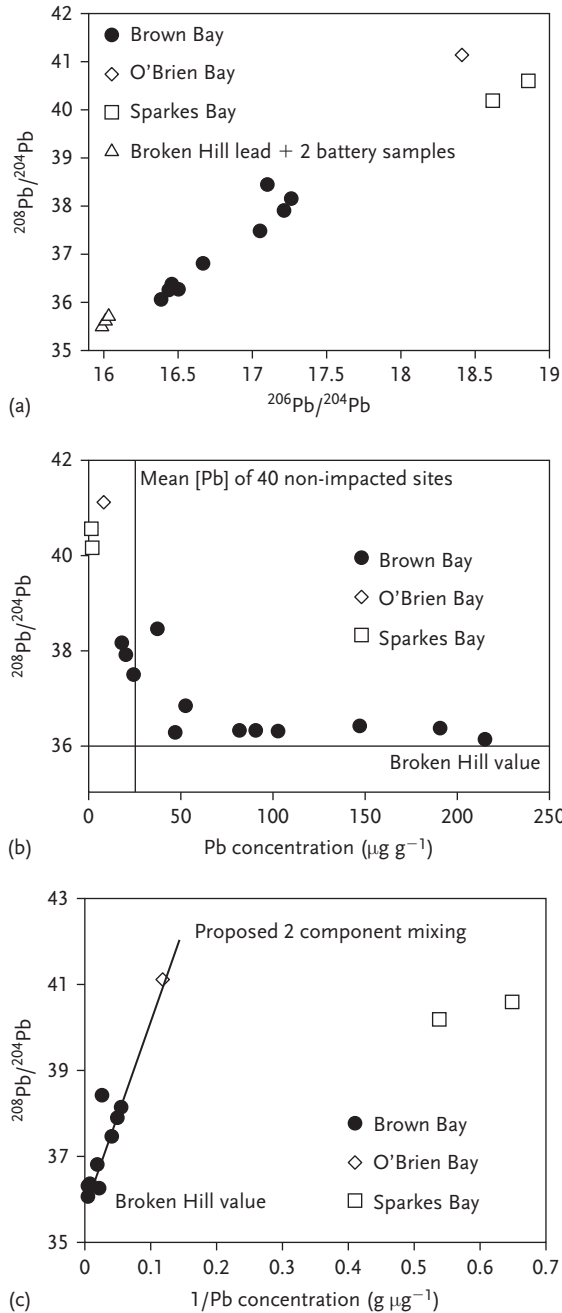 42
41
40
39
38
37
36
35
²⁰⁸Pb/²⁰⁴Pb
Brown Bay
O’Brien Bay
Sparkes Bay
Broken Hill lead + 2 battery samples
16 16.5 17 17.5 18 18.5 19
(a)
²⁰⁶Pb/²⁰⁴Pb
42
40
38
36
²⁰⁸Pb/²⁰⁴Pb
Mean [Pb] of 40 non-impacted sites
Brown Bay
O’Brien Bay
Sparkes Bay
Broken Hill value
0 50 100 150 200 250
(b)
Pb concentration (µg g⁻¹)
43
41
39
37
35
²⁰⁸Pb/²⁰⁴Pb
Proposed 2 component mixing
Brown Bay
O’Brien Bay
Sparkes Bay
Broken Hill value
0 0.1 0.2 0.3 0.4 0.5 0.6 0.7
(c)
1/Pb concentration (g µg⁻¹)